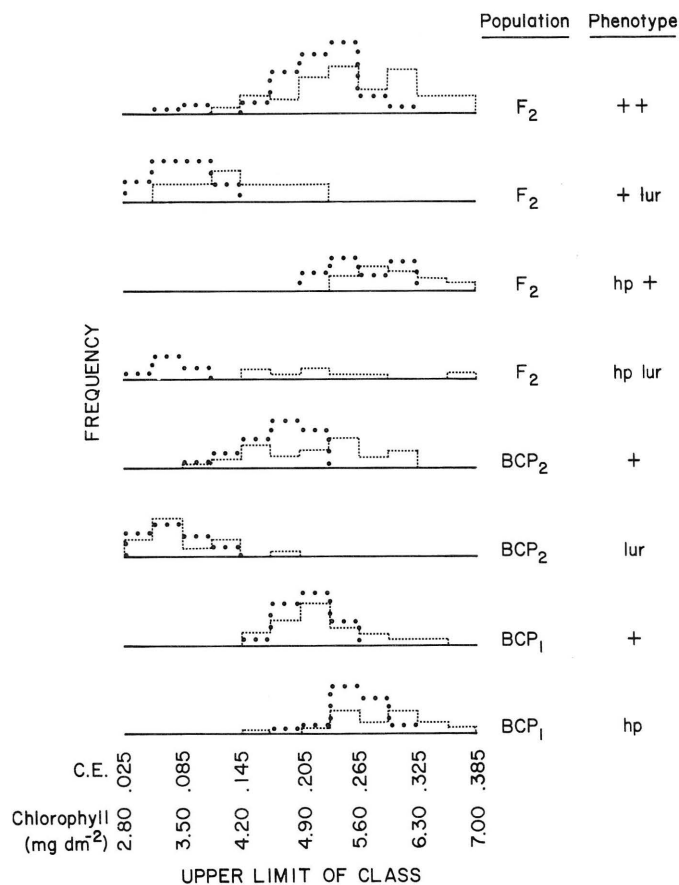 Population Phenotype
F2 ++
F2 + lur
F2 hp +
F2 hp lur
BCP2 +
BCP2 lur
BCP1 +
BCP1 hp
FREQUENCY
C.E. .025 .085 .145 .205 .265 .325 .385
Chlorophyll (mg dm-2) 2.80 3.50 4.20 4.90 5.60 6.30 7.00
UPPER LIMIT OF CLASS